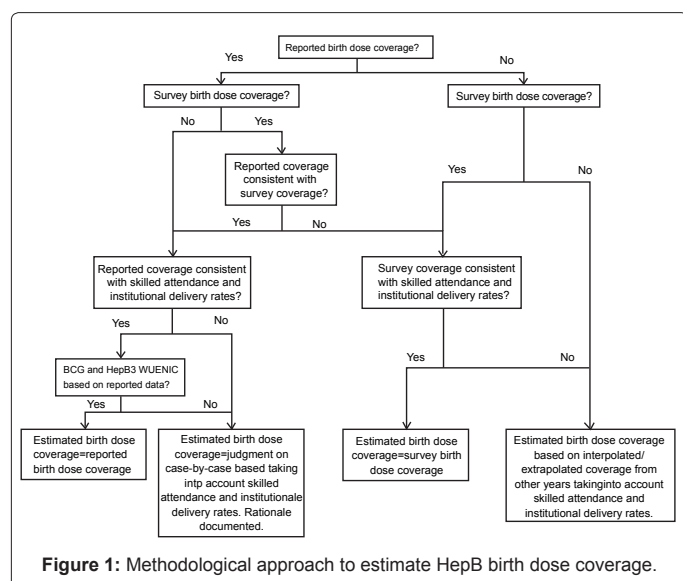 Reported birth dose coverage?
Yes
No
Survey birth dose coverage?
Survey birth dose coverage?
No
Yes
Yes
No
Reported coverage
consistent with
survey coverage?
Yes
No
Reported coverage consistent
with skilled attendance and
institutional delivery rates?
Survey coverage consistent
with skilled attendance and
institutional delivery rates?
Yes
No
Yes
No
BCG and HepB3 WUENIC
based on reported data?
Yes
No
Estimated birth dose
coverage=reported
birth dose coverage
Estimated birth dose
coverage=judgment on
case-by-case based taking
intp account skilled
attendance and institutionale
delivery rates. Rationale
documented.
Estimated birth dose
coverage=survey birth
dose coverage
Estimated birth dose coverage
based on interpolated/
extrapolated coverage from
other years takinginto account
skilled attendance and
institutional delivery rates.
Figure 1: Methodological approach to estimate HepB birth dose coverage.